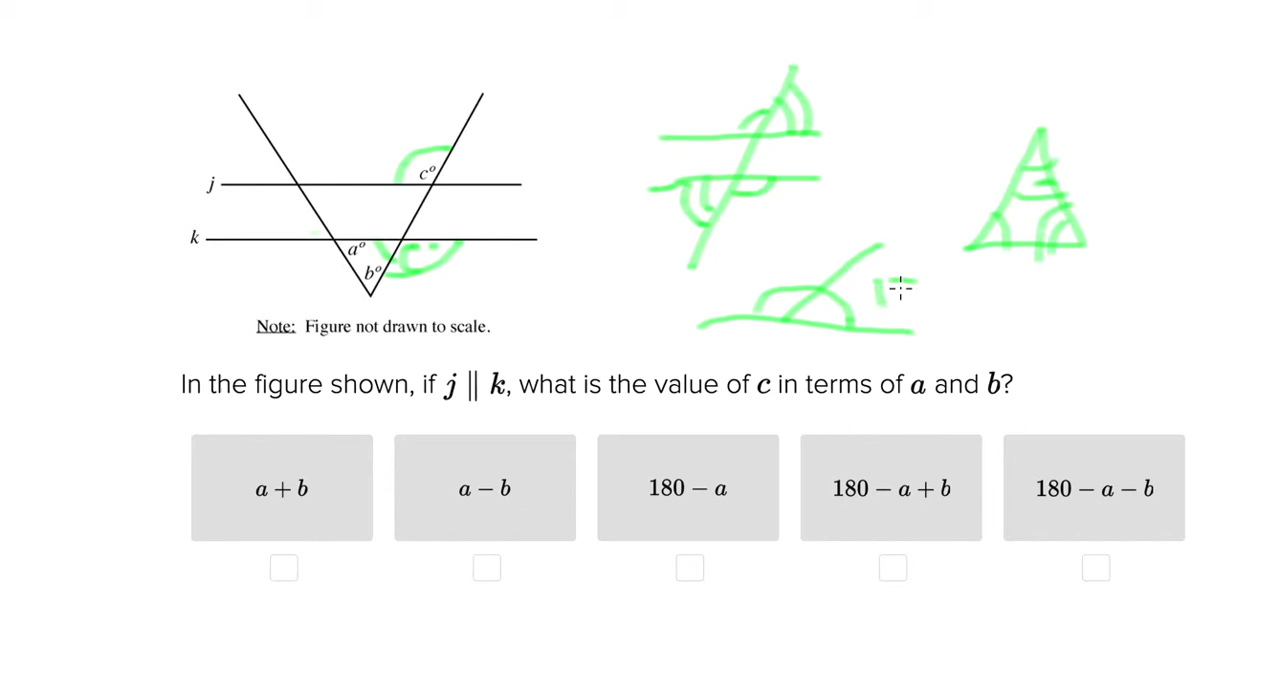 j
k
c°
a°
b°
c
Note: Figure not drawn to scale.
In the figure shown, if j ∥ k, what is the value of c in terms of a and b?
a + b
a − b
180 − a
180 − a + b
180 − a − b